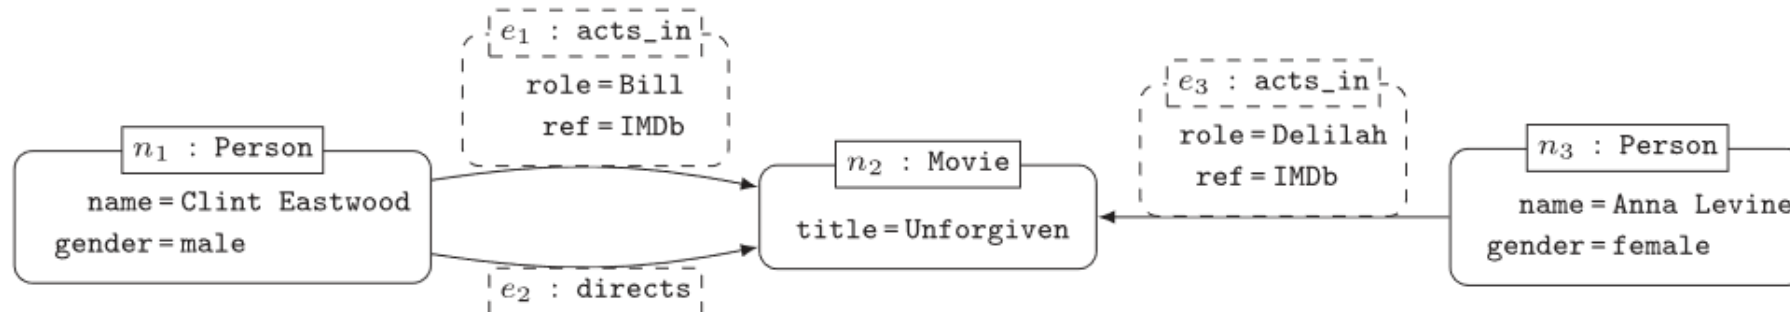 e₁ : acts_in
role = Bill
ref = IMDb
n₁ : Person
name = Clint Eastwood
gender = male
e₂ : directs
n₂ : Movie
title = Unforgiven
e₃ : acts_in
role = Delilah
ref = IMDb
n₃ : Person
name = Anna Levine
gender = female